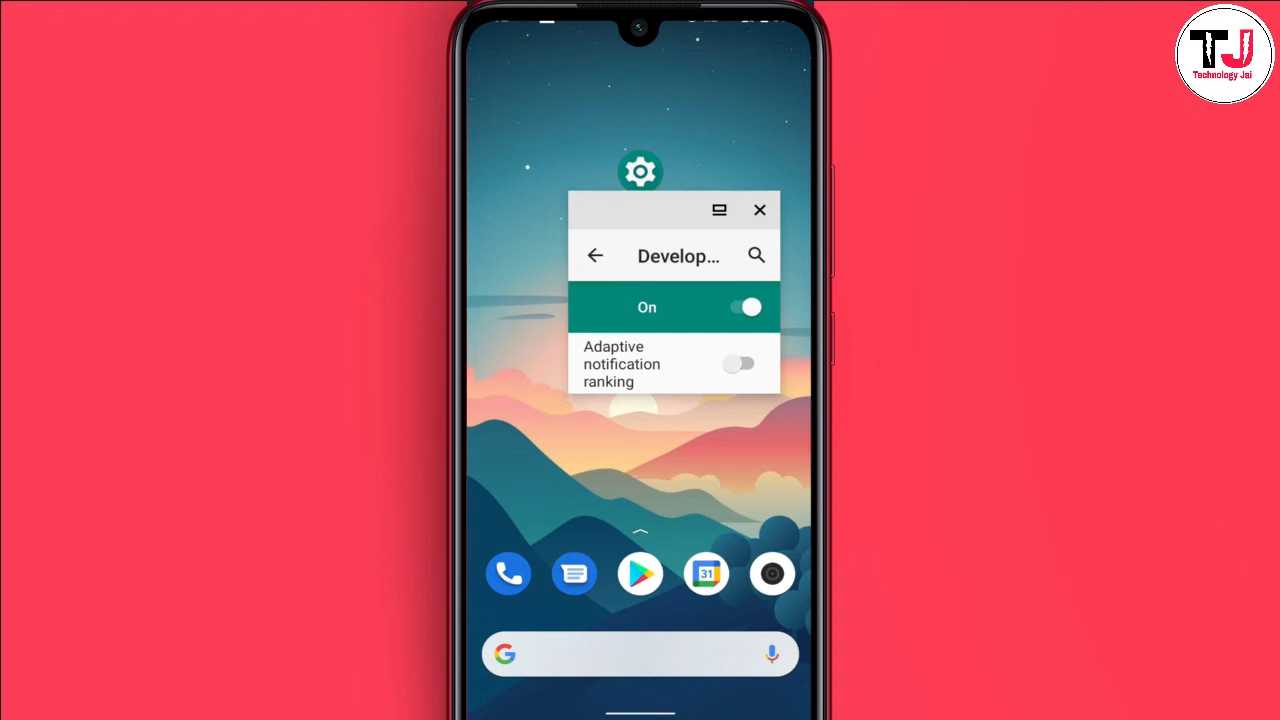 TJ
Technology Jai
Develop...
On
Adaptive
notification
ranking
31